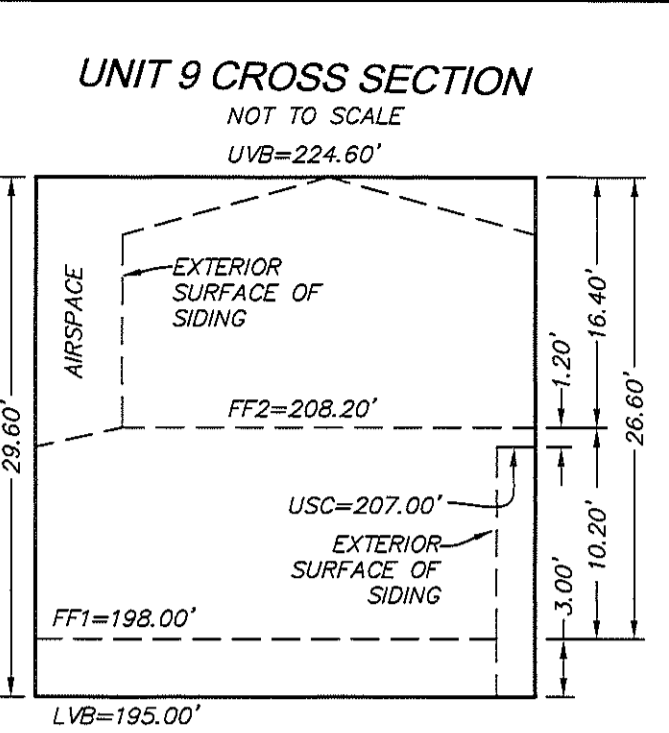 UNIT 9 CROSS SECTION
NOT TO SCALE
UVB=224.60'
AIRSPACE
EXTERIOR
SURFACE OF
SIDING
FF2=208.20'
29.60'
16.40'
1.20'
26.60'
USC=207.00'
EXTERIOR
SURFACE OF
SIDING
10.20'
3.00'
FF1=198.00'
LVB=195.00'